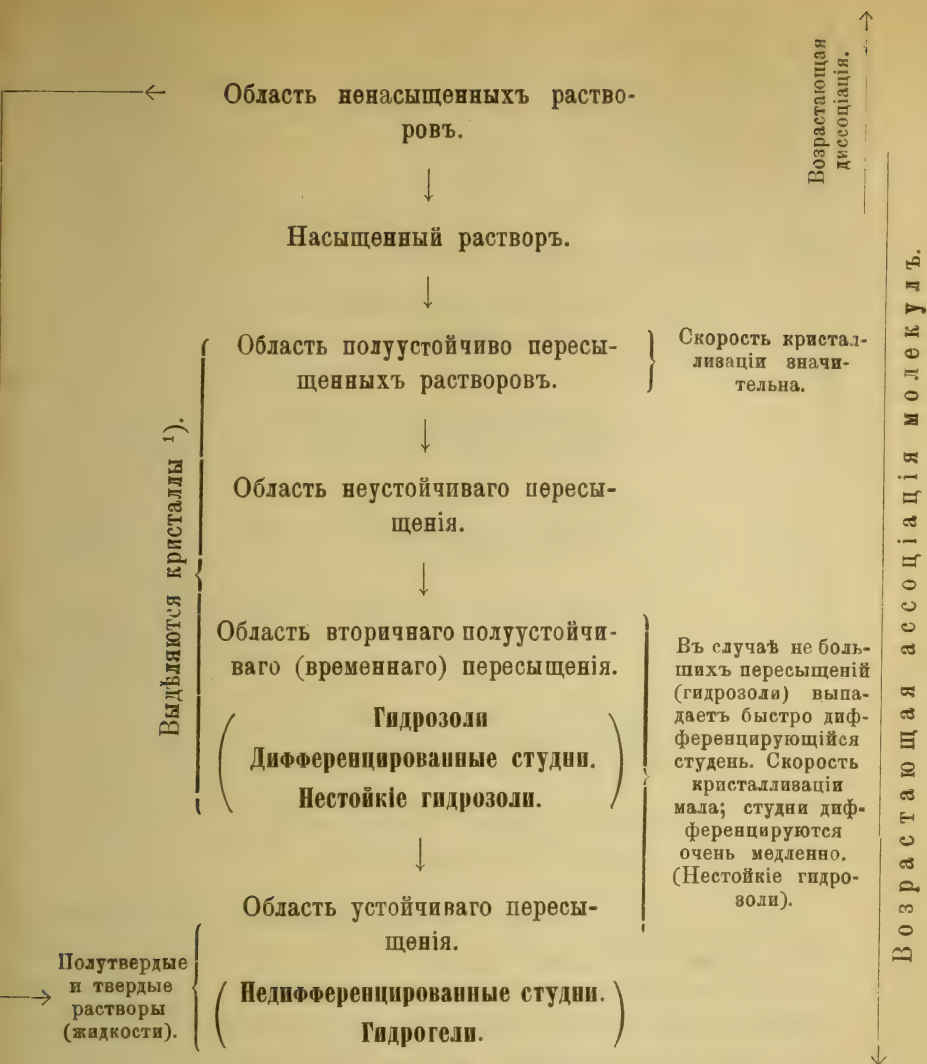 Возрастающая
диссоціація.
Область ненасыщенныхъ раство-
ровъ.
Насыщенный растворъ.
Область полуустойчиво пересы-
щенныхъ растворовъ.
Скорость кристал-
лизаціи значи-
тельна.
Область неустойчиваго пересы-
щенія.
Выдѣляются кристаллы ¹).
Область вторичнаго полуустойчи-
ваго (временнаго) пересыщенія.
Гидрозоли
Дифференцированные студни.
Нестойкіе гидрозоли.
Въ случаѣ не боль-
шихъ пересыщеній
(гидрозоли) выпа-
даетъ быстро диф-
ференцирующійся
студень. Скорость
кристаллизаціи
мала; студни диф-
ференцируются
очень медленно.
(Нестойкіе гидро-
золи).
Область устойчиваго пересы-
щенія.
Полутвердые
и твердые
растворы
(жидкости).
Недифференцированные студни.
Гидрогели.
Возрастающая ассоціація молекулъ.